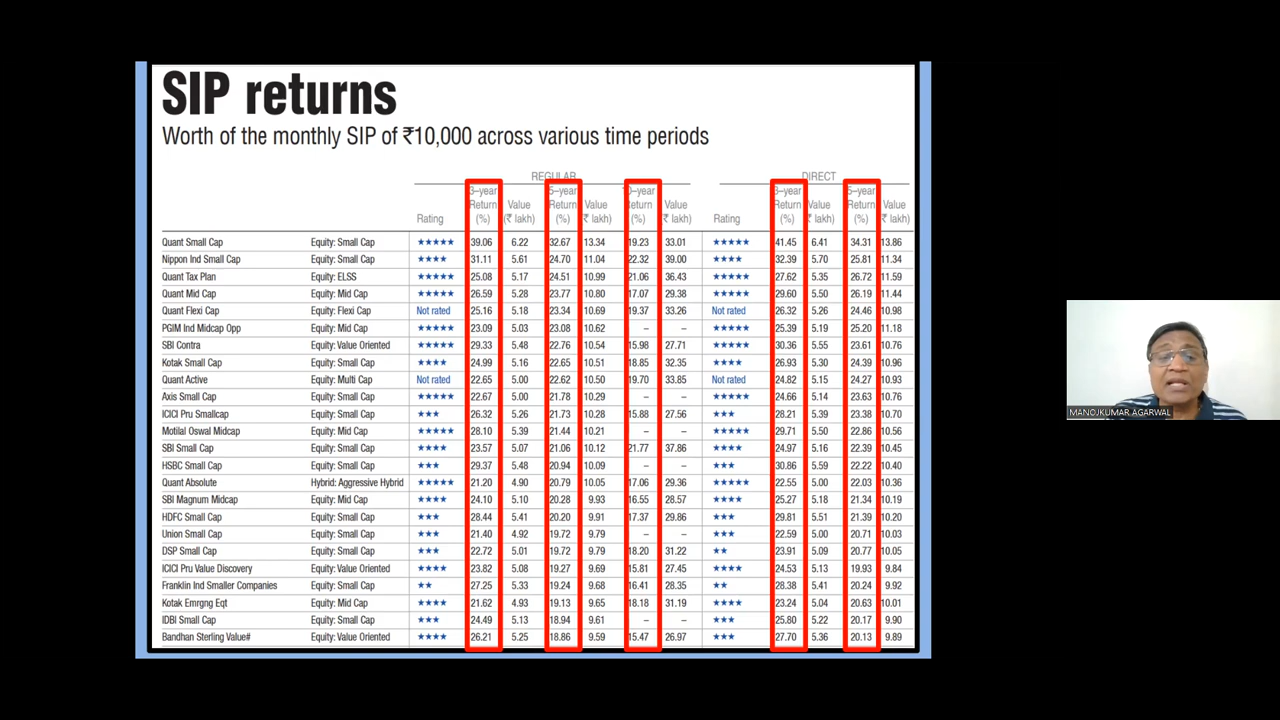 SIP returns
Worth of the monthly SIP of ₹10,000 across various time periods
REGULAR DIRECT
3–year 5–year 0–year 3–year 5–year
Return Value Return Value Return Value Return Value Return Value
Rating (%) (₹ lakh) (%) (₹ lakh) (%) (₹ lakh) Rating (%) (₹ lakh) (%) (₹ lakh)
Quant Small Cap Equity: Small Cap ★★★★★ 39.06 6.22 32.67 13.34 19.23 33.01 ★★★★★ 41.45 6.41 34.31 13.86
Nippon Ind Small Cap Equity: Small Cap ★★★★ 31.11 5.61 24.70 11.04 22.32 39.00 ★★★★ 32.39 5.70 25.81 11.34
Quant Tax Plan Equity: ELSS ★★★★★ 25.08 5.17 24.51 10.99 21.06 36.43 ★★★★★ 27.62 5.35 26.72 11.59
Quant Mid Cap Equity: Mid Cap ★★★★★ 26.59 5.28 23.77 10.80 17.07 29.38 ★★★★★ 29.60 5.50 26.19 11.44
Quant Flexi Cap Equity: Flexi Cap Not rated 25.16 5.18 23.34 10.69 19.37 33.26 Not rated 26.32 5.26 24.46 10.98
PGIM Ind Midcap Opp Equity: Mid Cap ★★★★★ 23.09 5.03 23.08 10.62 – – ★★★★★ 25.39 5.19 25.20 11.18
SBI Contra Equity: Value Oriented ★★★★★ 29.33 5.48 22.76 10.54 15.98 27.71 ★★★★★ 30.36 5.55 23.61 10.76
Kotak Small Cap Equity: Small Cap ★★★★ 24.99 5.16 22.65 10.51 18.85 32.35 ★★★★ 26.93 5.30 24.39 10.96
Quant Active Equity: Multi Cap Not rated 22.65 5.00 22.62 10.50 19.70 33.85 Not rated 24.82 5.15 24.27 10.93
Axis Small Cap Equity: Small Cap ★★★★★ 22.67 5.00 21.78 10.29 – – ★★★★★ 24.66 5.14 23.63 10.76
ICICI Pru Smallcap Equity: Small Cap ★★★ 26.32 5.26 21.73 10.28 15.88 27.56 ★★★ 28.21 5.39 23.38 10.70
Motilal Oswal Midcap Equity: Mid Cap ★★★★★ 28.10 5.39 21.44 10.21 – – ★★★★★ 29.71 5.50 22.86 10.56
SBI Small Cap Equity: Small Cap ★★★★ 23.57 5.07 21.06 10.12 21.77 37.86 ★★★★ 24.97 5.16 22.39 10.45
HSBC Small Cap Equity: Small Cap ★★★ 29.37 5.48 20.94 10.09 – – ★★★ 30.86 5.59 22.22 10.40
Quant Absolute Hybrid: Aggressive Hybrid ★★★★★ 21.20 4.90 20.79 10.05 17.06 29.36 ★★★★★ 22.55 5.00 22.03 10.36
SBI Magnum Midcap Equity: Mid Cap ★★★★ 24.10 5.10 20.28 9.93 16.55 28.57 ★★★★ 25.27 5.18 21.34 10.19
HDFC Small Cap Equity: Small Cap ★★★ 28.44 5.41 20.20 9.91 17.37 29.86 ★★★ 29.81 5.51 21.39 10.20
Union Small Cap Equity: Small Cap ★★★ 21.40 4.92 19.72 9.79 – – ★★★ 22.59 5.00 20.71 10.03
DSP Small Cap Equity: Small Cap ★★★ 22.72 5.01 19.72 9.79 18.20 31.22 ★★ 23.91 5.09 20.77 10.05
ICICI Pru Value Discovery Equity: Value Oriented ★★★★ 23.82 5.08 19.27 9.69 15.81 27.45 ★★★★ 24.53 5.13 19.93 9.84
Franklin Ind Smaller Companies Equity: Small Cap ★★ 27.25 5.33 19.24 9.68 16.41 28.35 ★★ 28.38 5.41 20.24 9.92
Kotak Emrgng Eqt Equity: Mid Cap ★★★★ 21.62 4.93 19.13 9.65 18.18 31.19 ★★★★ 23.24 5.04 20.63 10.01
IDBI Small Cap Equity: Small Cap ★★★ 24.49 5.13 18.94 9.61 – – ★★★ 25.80 5.22 20.17 9.90
Bandhan Sterling Value# Equity: Value Oriented ★★★★ 26.21 5.25 18.86 9.59 15.47 26.97 ★★★ 27.70 5.36 20.13 9.89
MANOJKUMAR AGARWAL